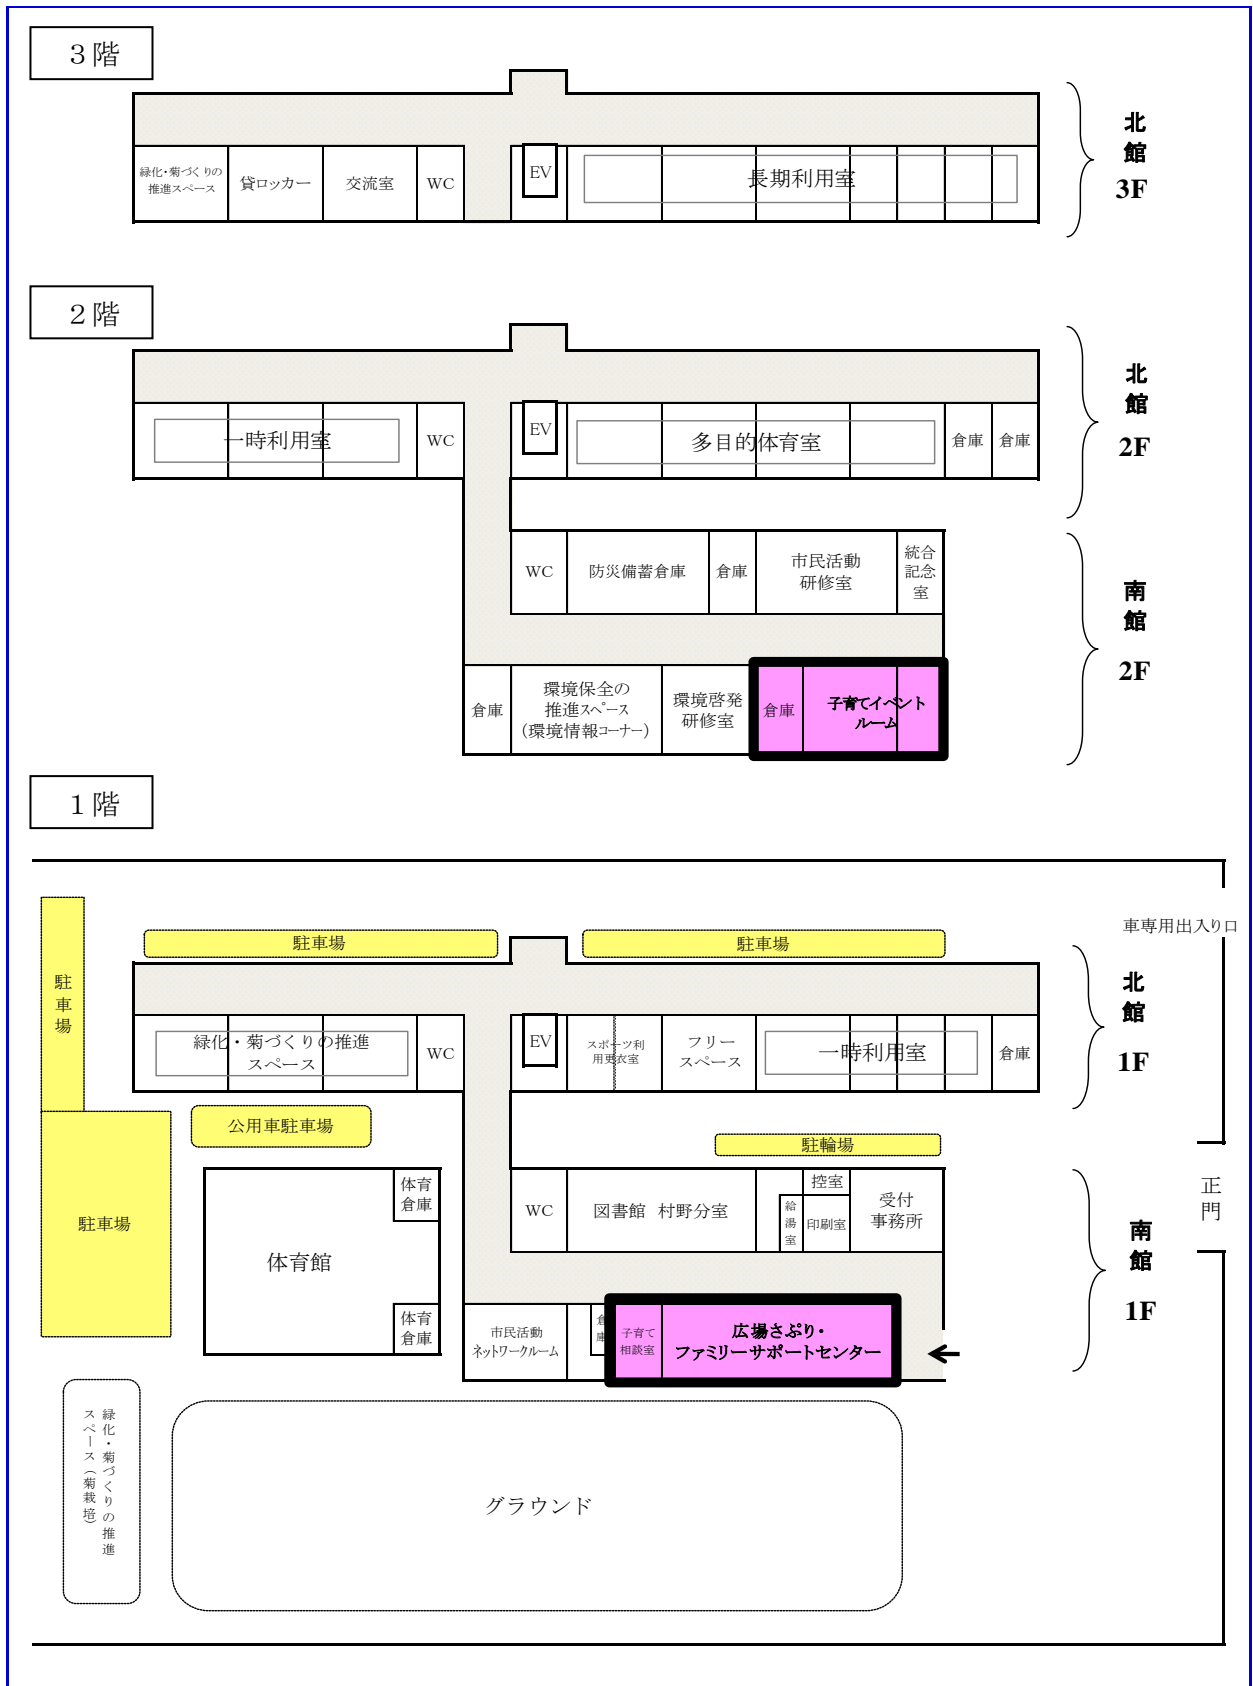 ３階
緑化・菊づくりの
推進スペース
貸ロッカー
交流室
WC
EV
長期利用室
北
館
3F
２階
一時利用室
WC
EV
多目的体育室
倉庫
倉庫
北
館
2F
WC
防災備蓄倉庫
倉庫
市民活動
研修室
統合
記念
室
倉庫
環境保全の
推進スペース
(環境情報コーナー)
環境啓発
研修室
倉庫
子育てイベント
ルーム
南
館
2F
１階
車専用出入り口
駐車場
駐車場
駐車場
緑化・菊づくりの推進
スペース
WC
EV
スポーツ利
用更衣室
フリー
スペース
一時利用室
倉庫
北
館
1F
公用車駐車場
駐輪場
駐車場
体育館
体育
倉庫
体育
倉庫
WC
図書館 村野分室
給
湯
室
控室
印刷室
受付
事務所
正
門
市民活動
ネットワークルーム
倉
庫
子育て
相談室
広場さぷり・
ファミリーサポートセンター
南
館
1F
緑化・菊づくりの推進
スペース（菊栽培）
グラウンド